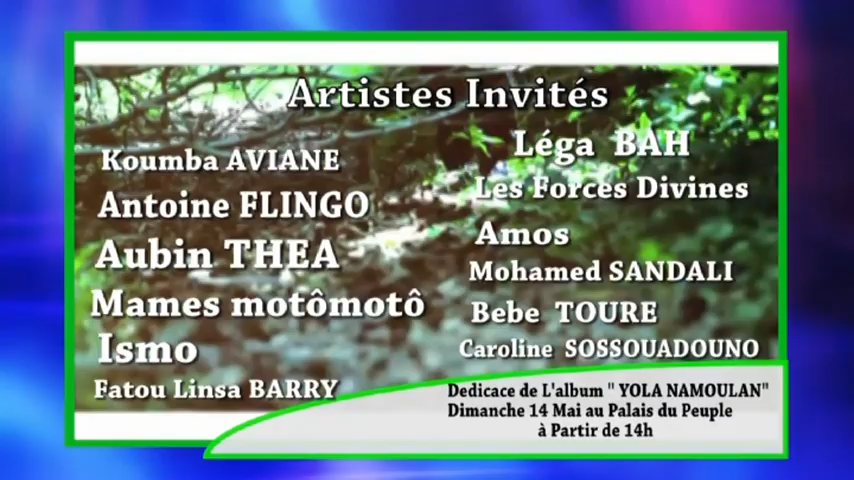 Artistes Invités
Koumba AVIANE
Antoine FLINGO
Aubin THEA
Mames motômotô
Ismo
Fatou Linsa BARRY
Léga BAH
Les Forces Divines
Amos
Mohamed SANDALI
Bebe TOURE
Caroline SOSSOUADOUNO
Dedicace de L'album " YOLA NAMOULAN"
Dimanche 14 Mai au Palais du Peuple
à Partir de 14h